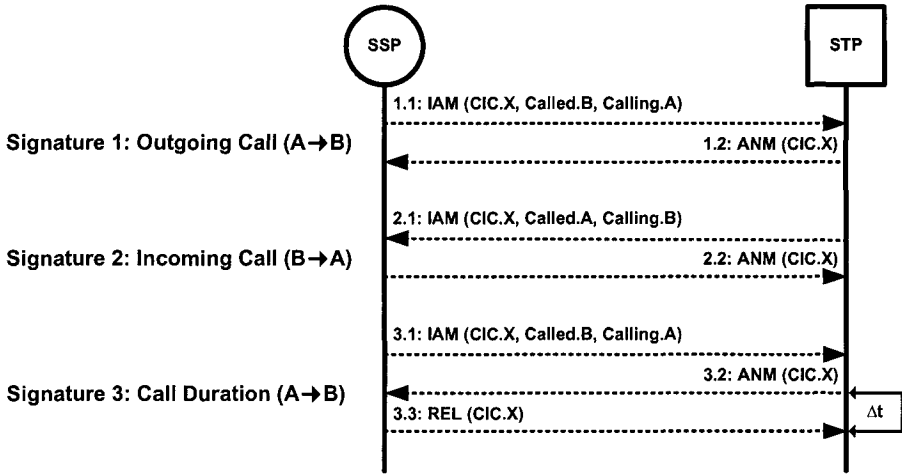 SSP
STP
1.1: IAM (CIC.X, Called.B, Calling.A)
Signature 1: Outgoing Call (A→B)
1.2: ANM (CIC.X)
2.1: IAM (CIC.X, Called.A, Calling.B)
Signature 2: Incoming Call (B→A)
2.2: ANM (CIC.X)
3.1: IAM (CIC.X, Called.B, Calling.A)
3.2: ANM (CIC.X)
Signature 3: Call Duration (A→B)
3.3: REL (CIC.X)
Δt